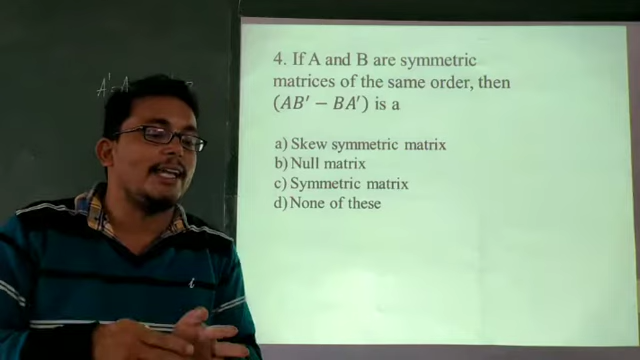 A' = A
4. If A and B are symmetric
matrices of the same order, then
(AB′ − BA′) is a
a) Skew symmetric matrix
b) Null matrix
c) Symmetric matrix
d) None of these